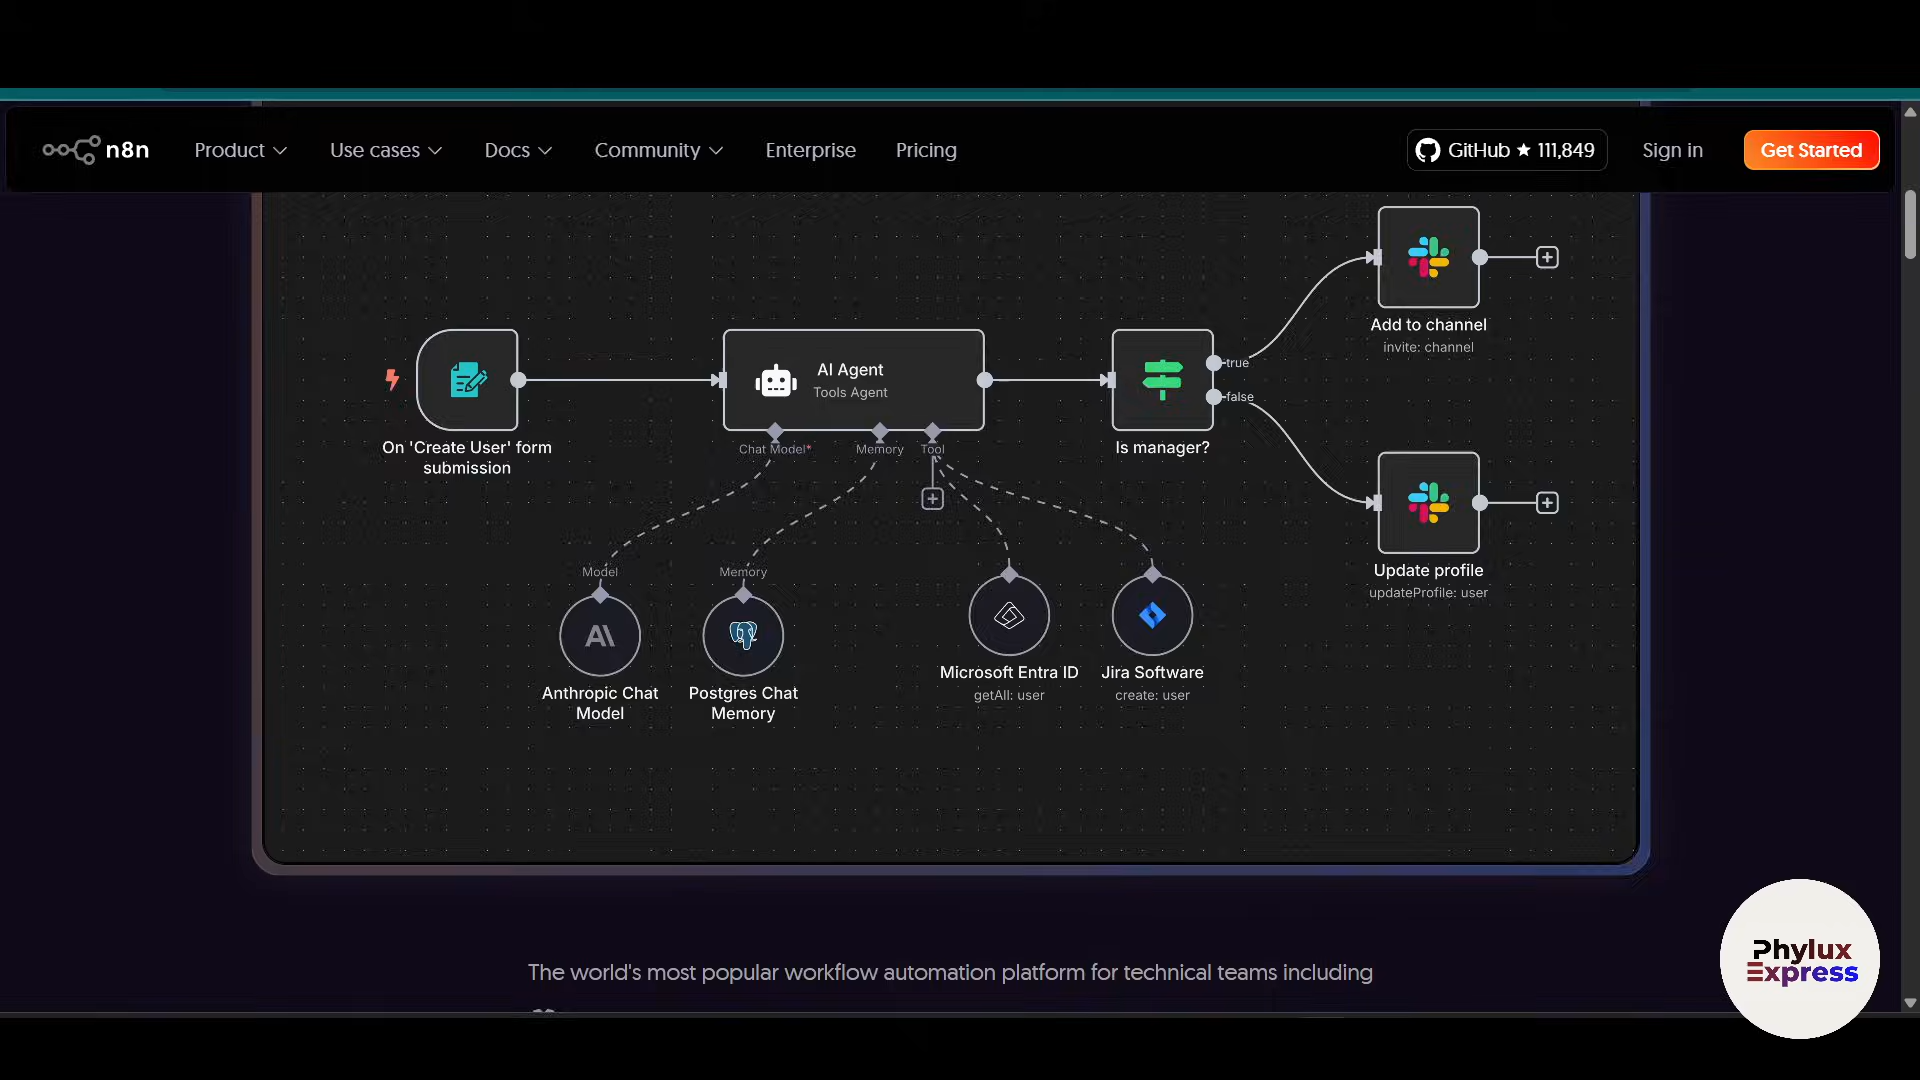 n8n
Product
Use cases
Docs
Community
Enterprise
Pricing
GitHub ★ 111,849
Sign in
Get Started
Add to channel
invite: channel
AI Agent
Tools Agent
true
false
On 'Create User' form
submission
Chat Model*
Memory
Tool
Is manager?
Model
Memory
Update profile
updateProfile: user
Anthropic Chat
Model
Postgres Chat
Memory
Microsoft Entra ID
getAll: user
Jira Software
create: user
The world's most popular workflow automation platform for technical teams including
Phylux
Express